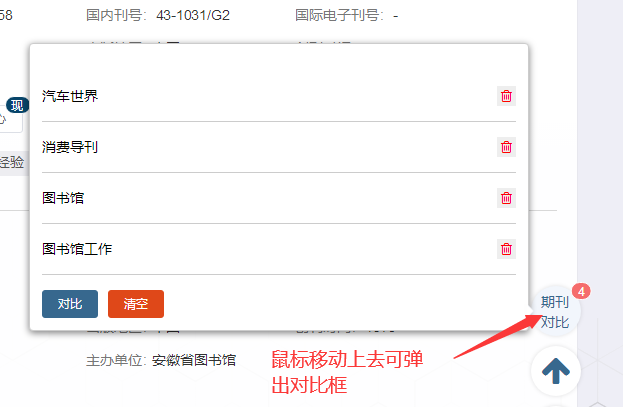 58 国内刊号: 43-1031/G2 国际电子刊号: -
汽车世界
现
消费导刊
经验
图书馆
图书馆工作
对比 清空
4
期刊
对比
主办单位: 安徽省图书馆
鼠标移动上去可弹
出对比框